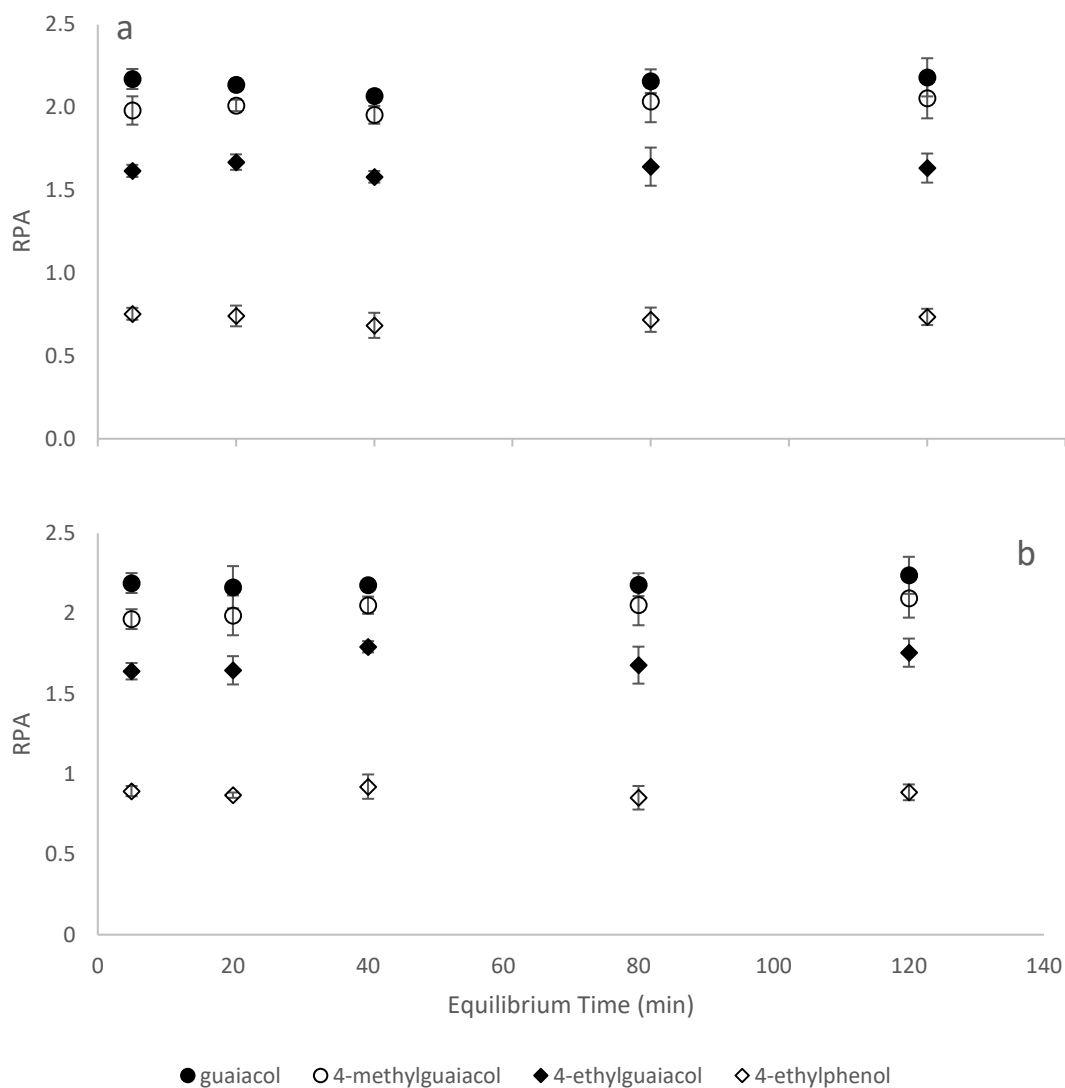 a
2.5
2.0
1.5
1.0
0.5
0.0
RPA
b
2.5
2
1.5
1
0.5
0
RPA
0 20 40 60 80 100 120 140
Equilibrium Time (min)
guaiacol 4-methylguaiacol 4-ethylguaiacol 4-ethylphenol